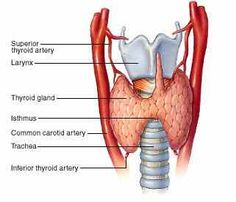 Superior
thyroid artery
Larynx
Thyroid gland
Isthmus
Common carotid artery
Trachea
Inferior thyroid artery